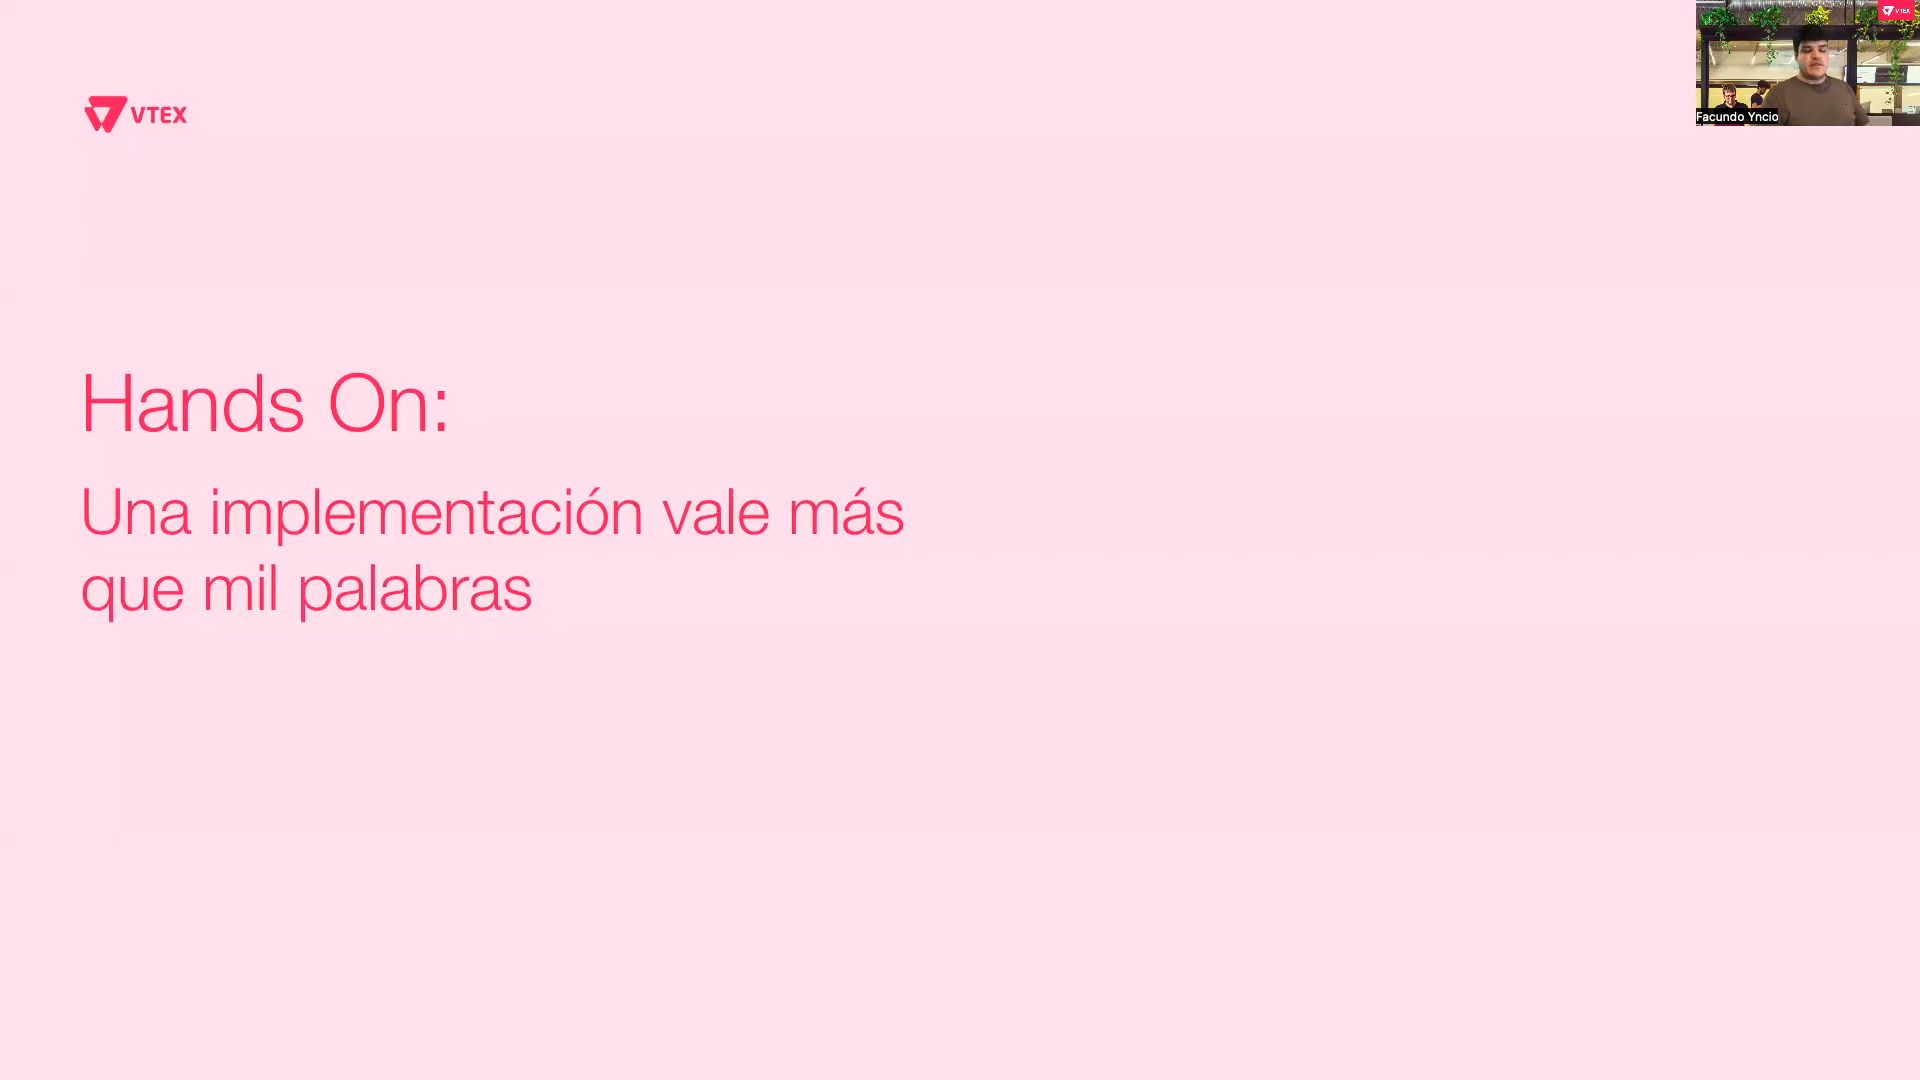 VTEX
VTEX
Facundo Yncio
Hands On:
Una implementación vale más
que mil palabras